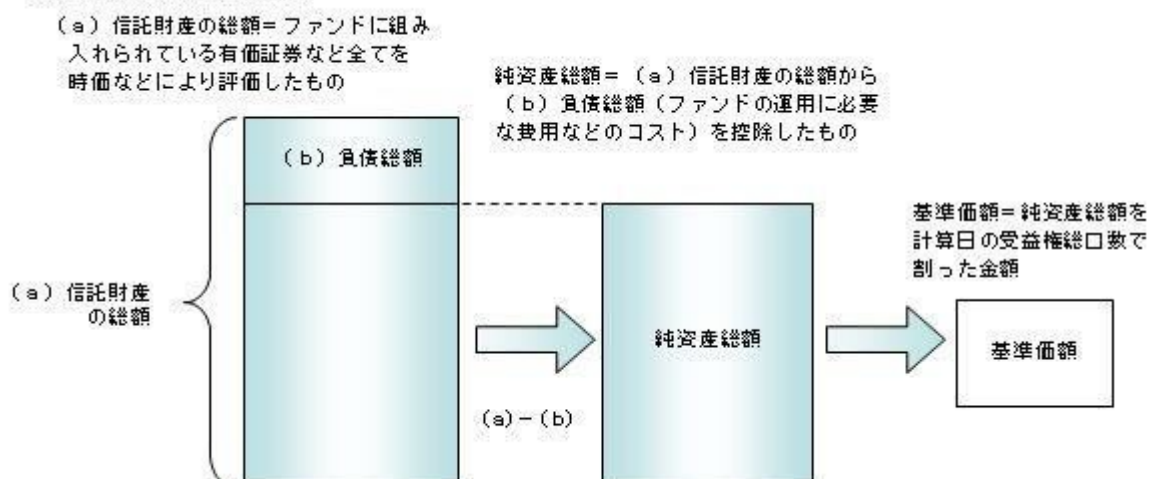 (a)信託財産の総額=ファンドに組み
入れられている有価証券など全てを
時価などにより評価したもの
純資産総額=(a)信託財産の総額から
(b)負債総額(ファンドの運用に必要
な費用などのコスト)を控除したもの
(b)負債総額
基準価額=純資産総額を
計算日の受益権総口数で
割った金額
(a)信託財産
の総額
純資産総額
基準価額
(a)-(b)